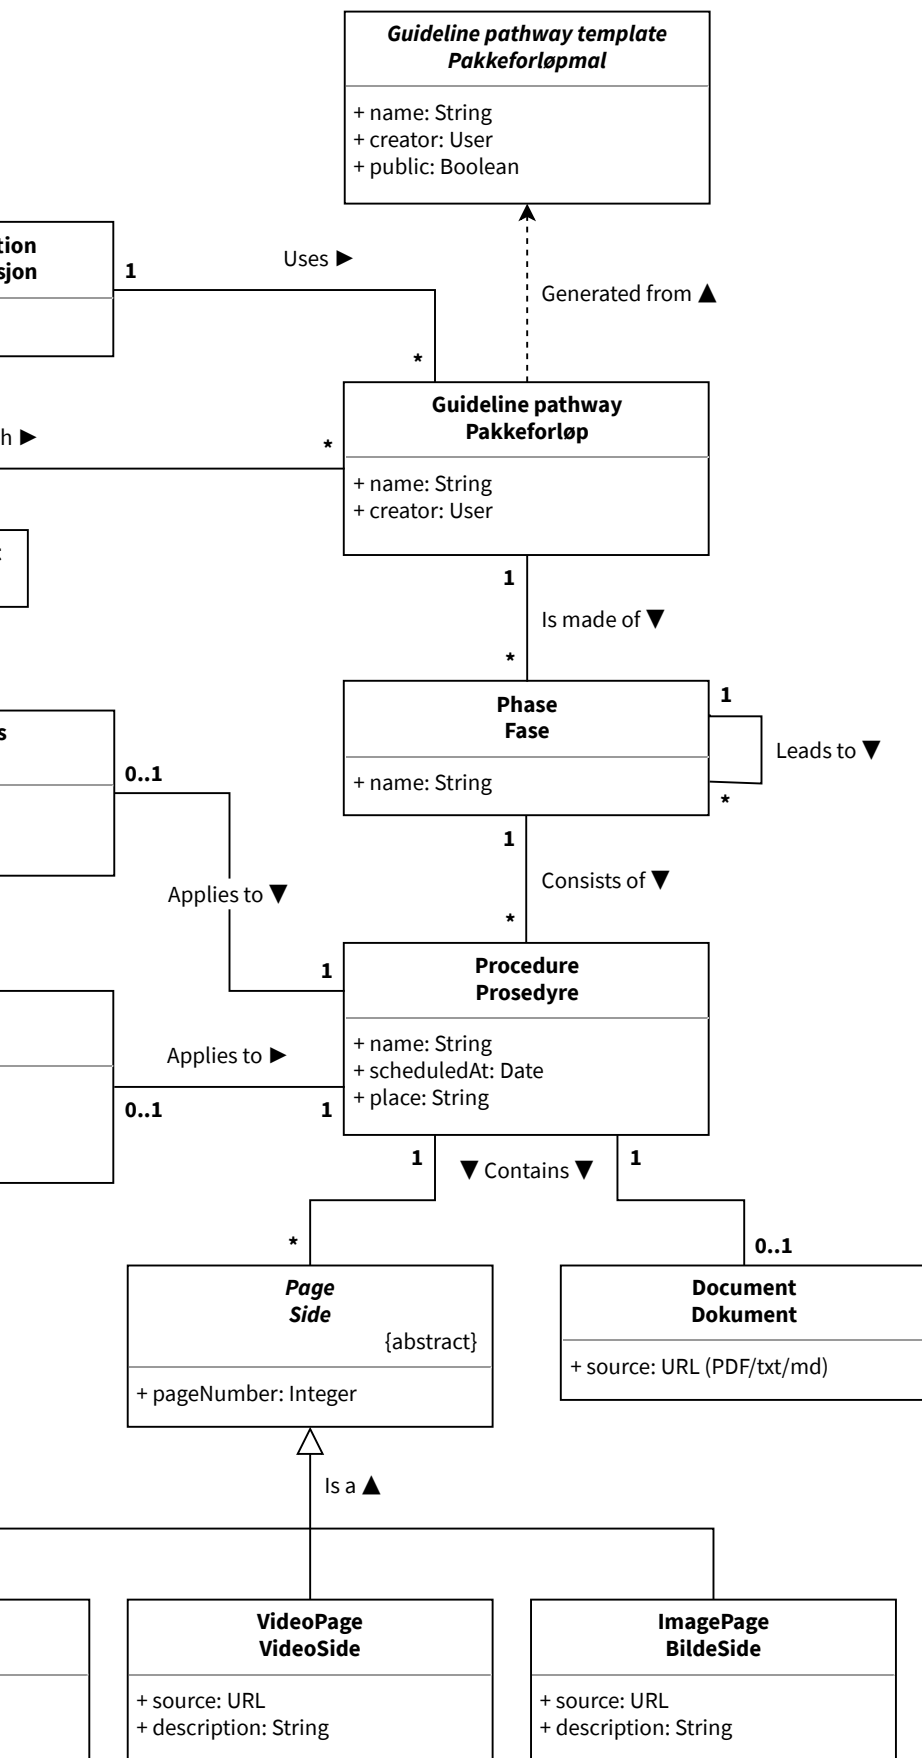 Guideline pathway template
Pakkeforløpmal
+ name: String
+ creator: User
+ public: Boolean
tion
sjon
1
Uses ►
*
Generated from ▲
Guideline pathway
Pakkeforløp
+ name: String
+ creator: User
h ►
*
1
Is made of ▼
*
Phase
Fase
+ name: String
1
Leads to ▼
*
s
0..1
Applies to ▼
1
1
Consists of ▼
*
Procedure
Prosedyre
+ name: String
+ scheduledAt: Date
+ place: String
Applies to ►
0..1
1
1
▼ Contains ▼
1
*
0..1
Page
Side
{abstract}
+ pageNumber: Integer
Document
Dokument
+ source: URL (PDF/txt/md)
Is a ▲
VideoPage
VideoSide
+ source: URL
+ description: String
ImagePage
BildeSide
+ source: URL
+ description: String